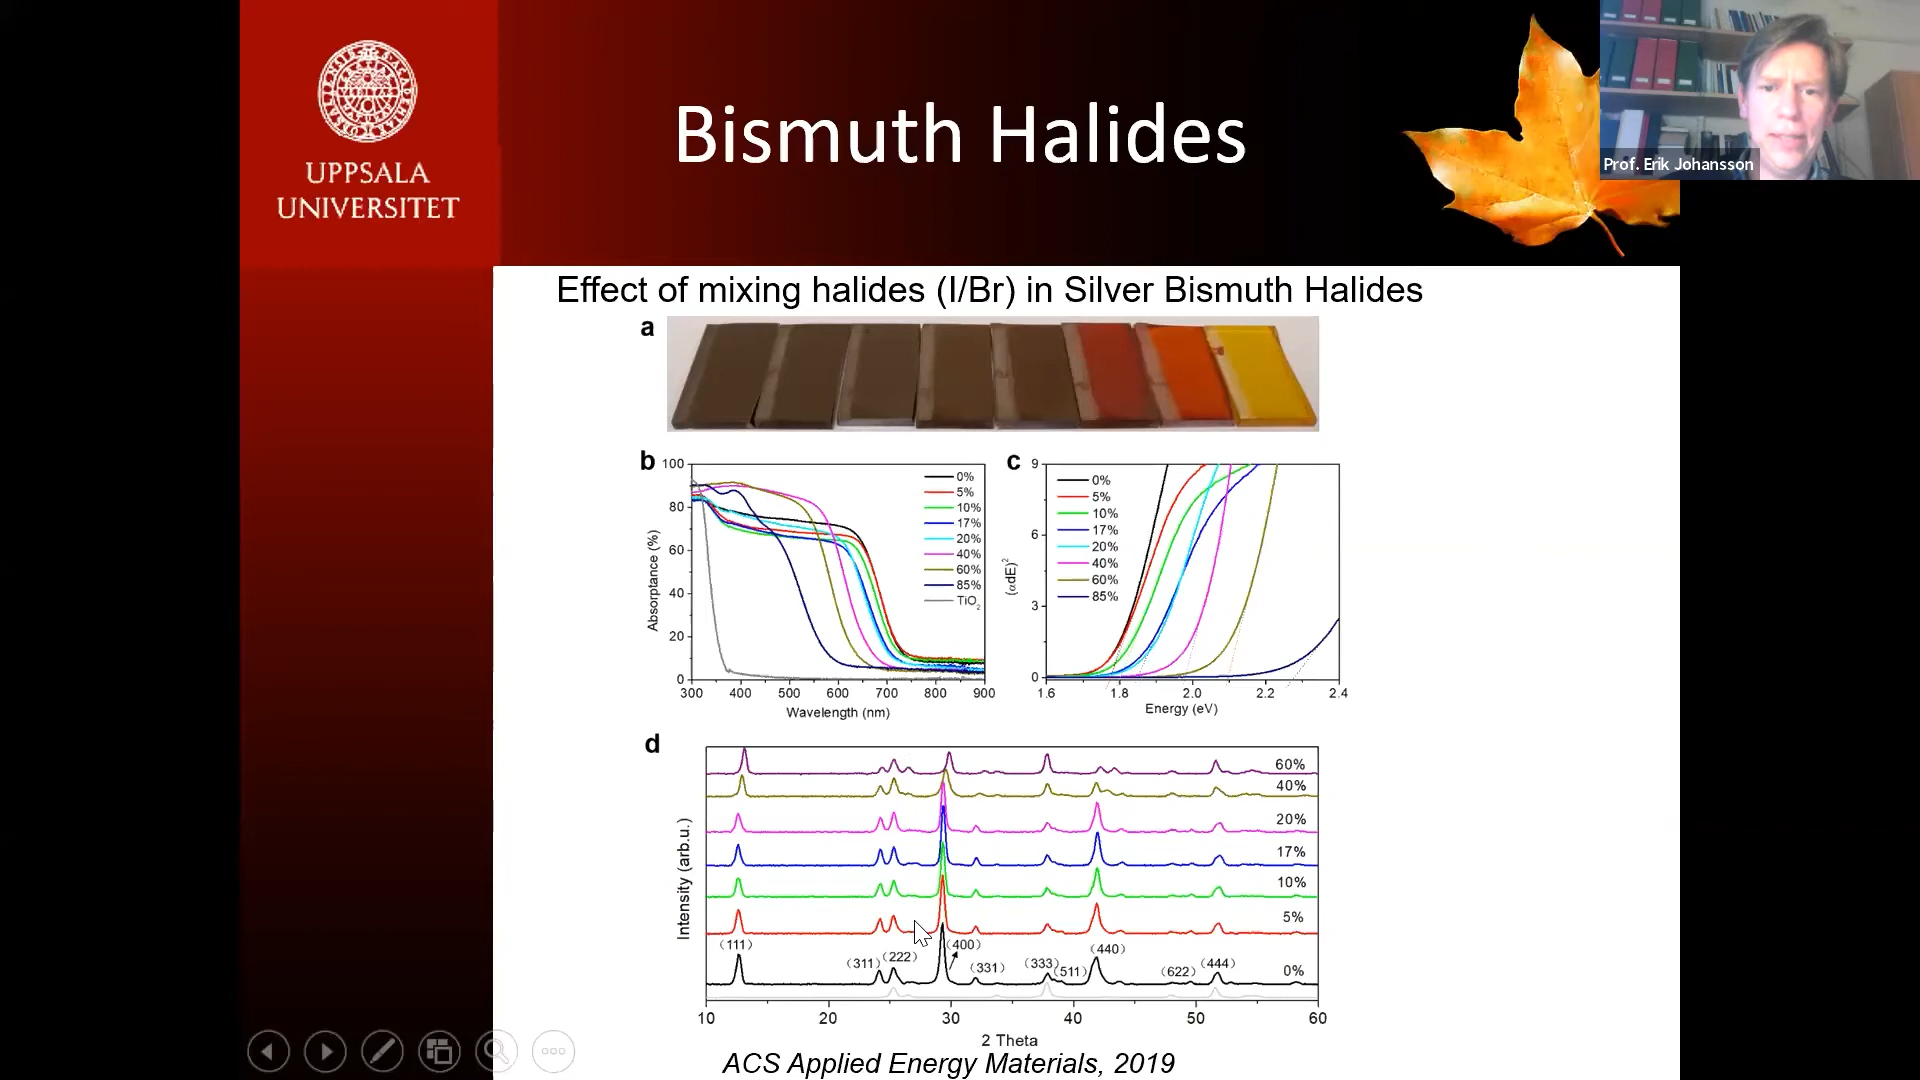 UPPSALA
UNIVERSITET
Bismuth Halides
Prof. Erik Johansson
Effect of mixing halides (I/Br) in Silver Bismuth Halides
a
b
100
80
60
40
20
0
Absorptance (%)
0%
5%
10%
17%
20%
40%
60%
85%
TiO2
300 400 500 600 700 800 900
Wavelength (nm)
c
9
6
3
0
(αdE)²
0%
5%
10%
17%
20%
40%
60%
85%
1.6 1.8 2.0 2.2 2.4
Energy (eV)
d
Intensity (arb.u.)
60%
40%
20%
17%
10%
5%
0%
(111) (311) (222) (400) (331) (333) (511) (440) (622) (444)
10 20 30 40 50 60
2 Theta
ACS Applied Energy Materials, 2019